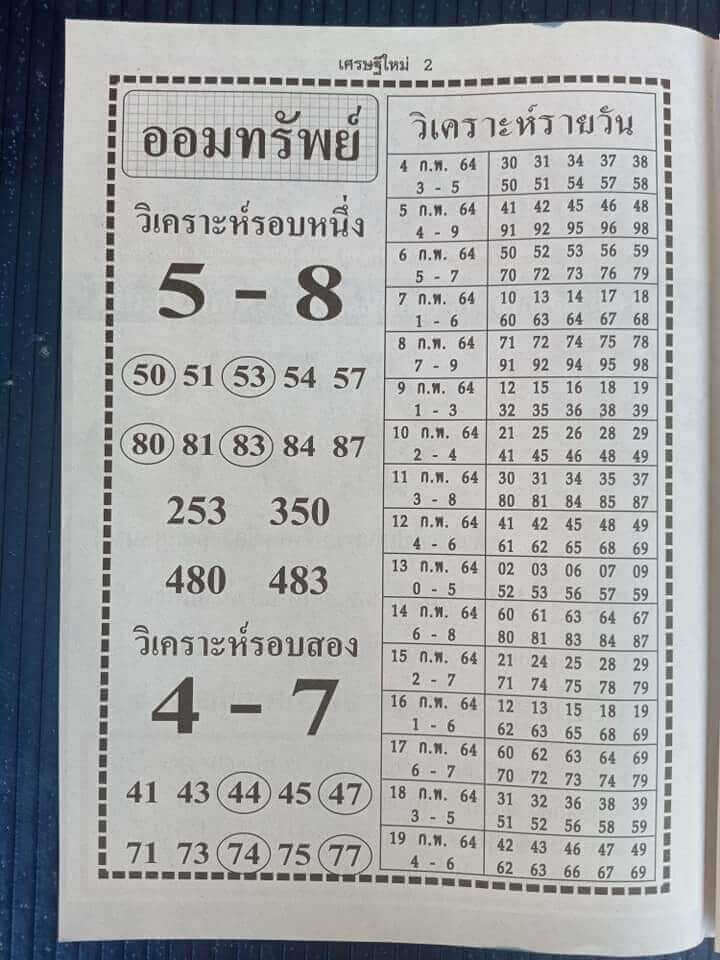 เศรษฐีใหม่ 2
ออมทรัพย์
วิเคราะห์รอบหนึ่ง
5 - 8
50 51 53 54 57
80 81 83 84 87
253 350
480 483
วิเคราะห์รอบสอง
4 - 7
41 43 44 45 47
71 73 74 75 77
วิเคราะห์รายวัน
4 ก.พ. 64 30 31 34 37 38
3 - 5 50 51 54 57 58
5 ก.พ. 64 41 42 45 46 48
4 - 9 91 92 95 96 98
6 ก.พ. 64 50 52 53 56 59
5 - 7 70 72 73 76 79
7 ก.พ. 64 10 13 14 17 18
1 - 6 60 63 64 67 68
8 ก.พ. 64 71 72 74 75 78
7 - 9 91 92 94 95 98
9 ก.พ. 64 12 15 16 18 19
1 - 3 32 35 36 38 39
10 ก.พ. 64 21 25 26 28 29
2 - 4 41 45 46 48 49
11 ก.พ. 64 30 31 34 35 37
3 - 8 80 81 84 85 87
12 ก.พ. 64 41 42 45 48 49
4 - 6 61 62 65 68 69
13 ก.พ. 64 02 03 06 07 09
0 - 5 52 53 56 57 59
14 ก.พ. 64 60 61 63 64 67
6 - 8 80 81 83 84 87
15 ก.พ. 64 21 24 25 28 29
2 - 7 71 74 75 78 79
16 ก.พ. 64 12 13 15 18 19
1 - 6 62 63 65 68 69
17 ก.พ. 64 60 62 63 64 69
6 - 7 70 72 73 74 79
18 ก.พ. 64 31 32 36 38 39
3 - 5 51 52 56 58 59
19 ก.พ. 64 42 43 46 47 49
4 - 6 62 63 66 67 69